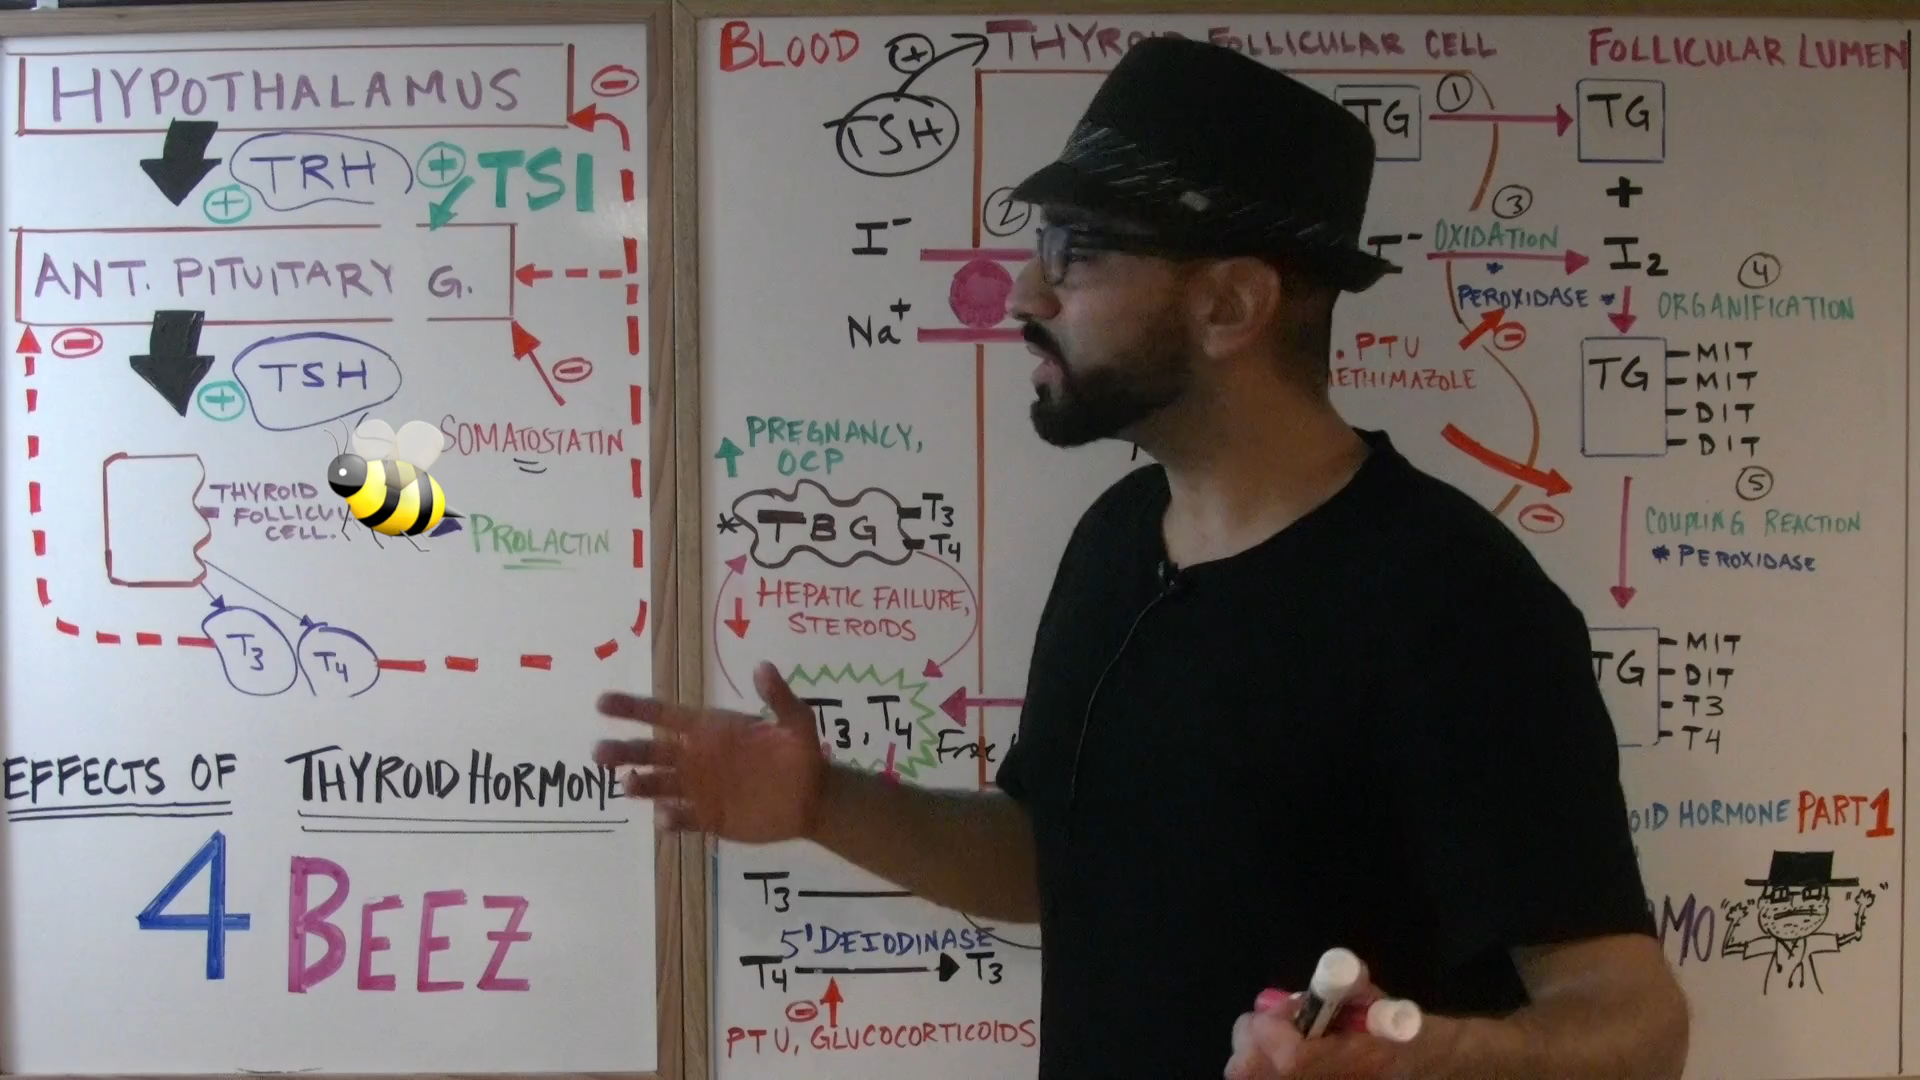 HYPOTHALAMUS
TRH
TSI
ANT. PITUITARY G.
TSH
SOMATOSTATIN
THYROID
CELL.
PROLACTIN
T3
T4
EFFECTS OF THYROID HORMONE
4 BEEZ
BLOOD
THYROID FOLLICULAR CELL
FOLLICULAR LUMEN
TSH
TG
1
TG
+
I-
2
I-
3
OXIDATION
I2
4
Na+
PEROXIDASE *
ORGANIFICATION
PTU
TG
MIT
MIT
DIT
DIT
PREGNANCY,
OCP
* TBG
T3
T4
5
COUPLING REACTION
* PEROXIDASE
HEPATIC FAILURE,
STEROIDS
TG
MIT
DIT
T3
T4
T3, T4
HORMONE PART 1
T3
5' DEIODINASE
T4
T3
PTU, GLUCOCORTICOIDS